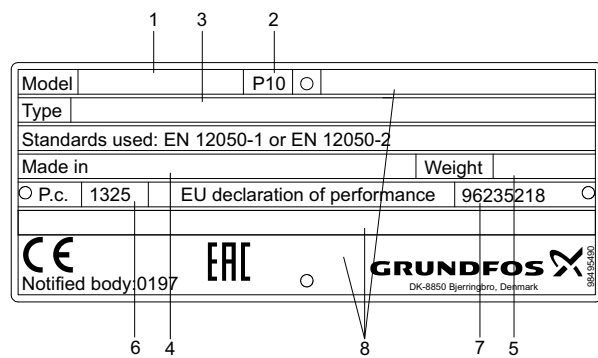 1 3 2
Model P10
Type
Standards used: EN 12050-1 or EN 12050-2
Made in Weight
P.c. 1325 EU declaration of performance 96235218
CE EAC
Notified body:0197
GRUNDFOS
DK-8850 Bjerringbro, Denmark
98495490
6 4 8 7 5